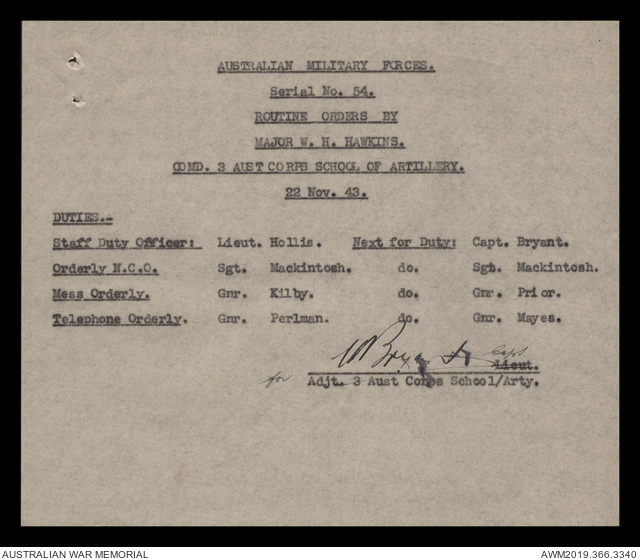 AUSTRALIAN MILITARY FORCES.
Serial No. 54.
ROUTINE ORDERS BY
MAJOR W. H. HAWKINS.
COMD. 3 AUST CORPS SCHOOL OF ARTILLERY.
22 Nov. 43.
DUTIES.-
Staff Duty Officer: Lieut. Hollis. Next for Duty: Capt. Bryant.
Orderly N.C.O. Sgt. Mackintosh. do. Sgt. Mackintosh.
Mess Orderly. Gnr. Kilby. do. Gnr. Prior.
Telephone Orderly. Gnr. Perlman. do. Gnr. Mayes.
WBryant Capt
Lieut.
for Adjt. 3 Aust Corps School/Arty.
AUSTRALIAN WAR MEMORIAL AWM2019.366.3340